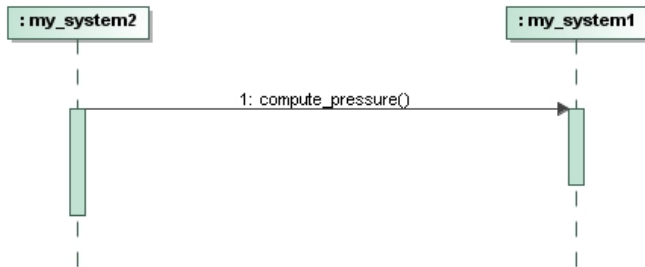 : my_system2
: my_system1
1: compute_pressure()